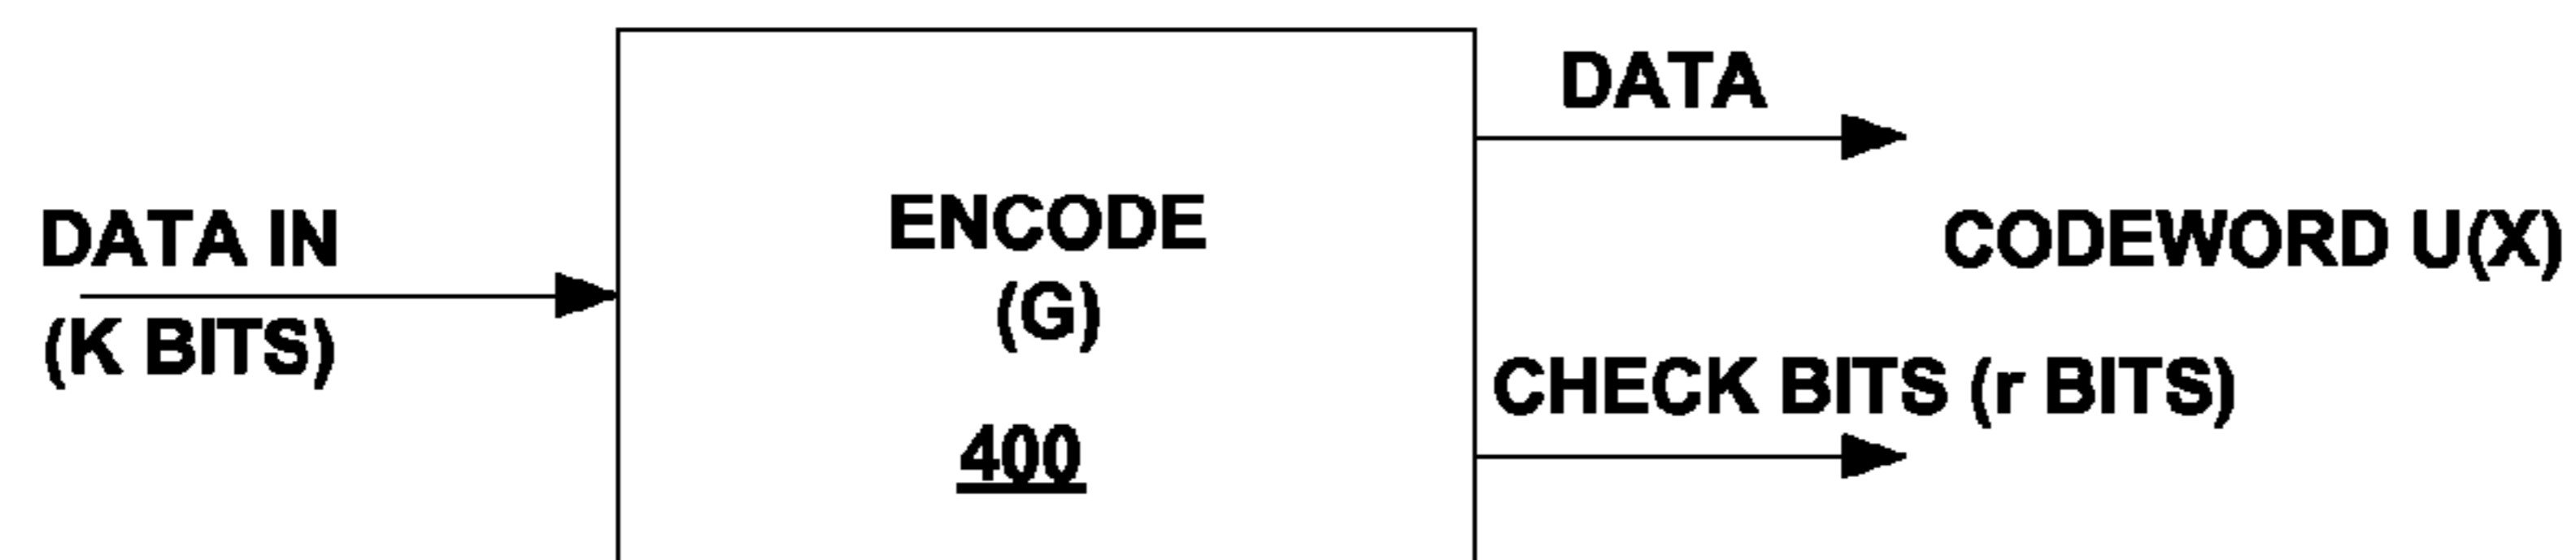 DATA IN
(K BITS)
ENCODE
(G)
400
DATA
CODEWORD U(X)
CHECK BITS (r BITS)